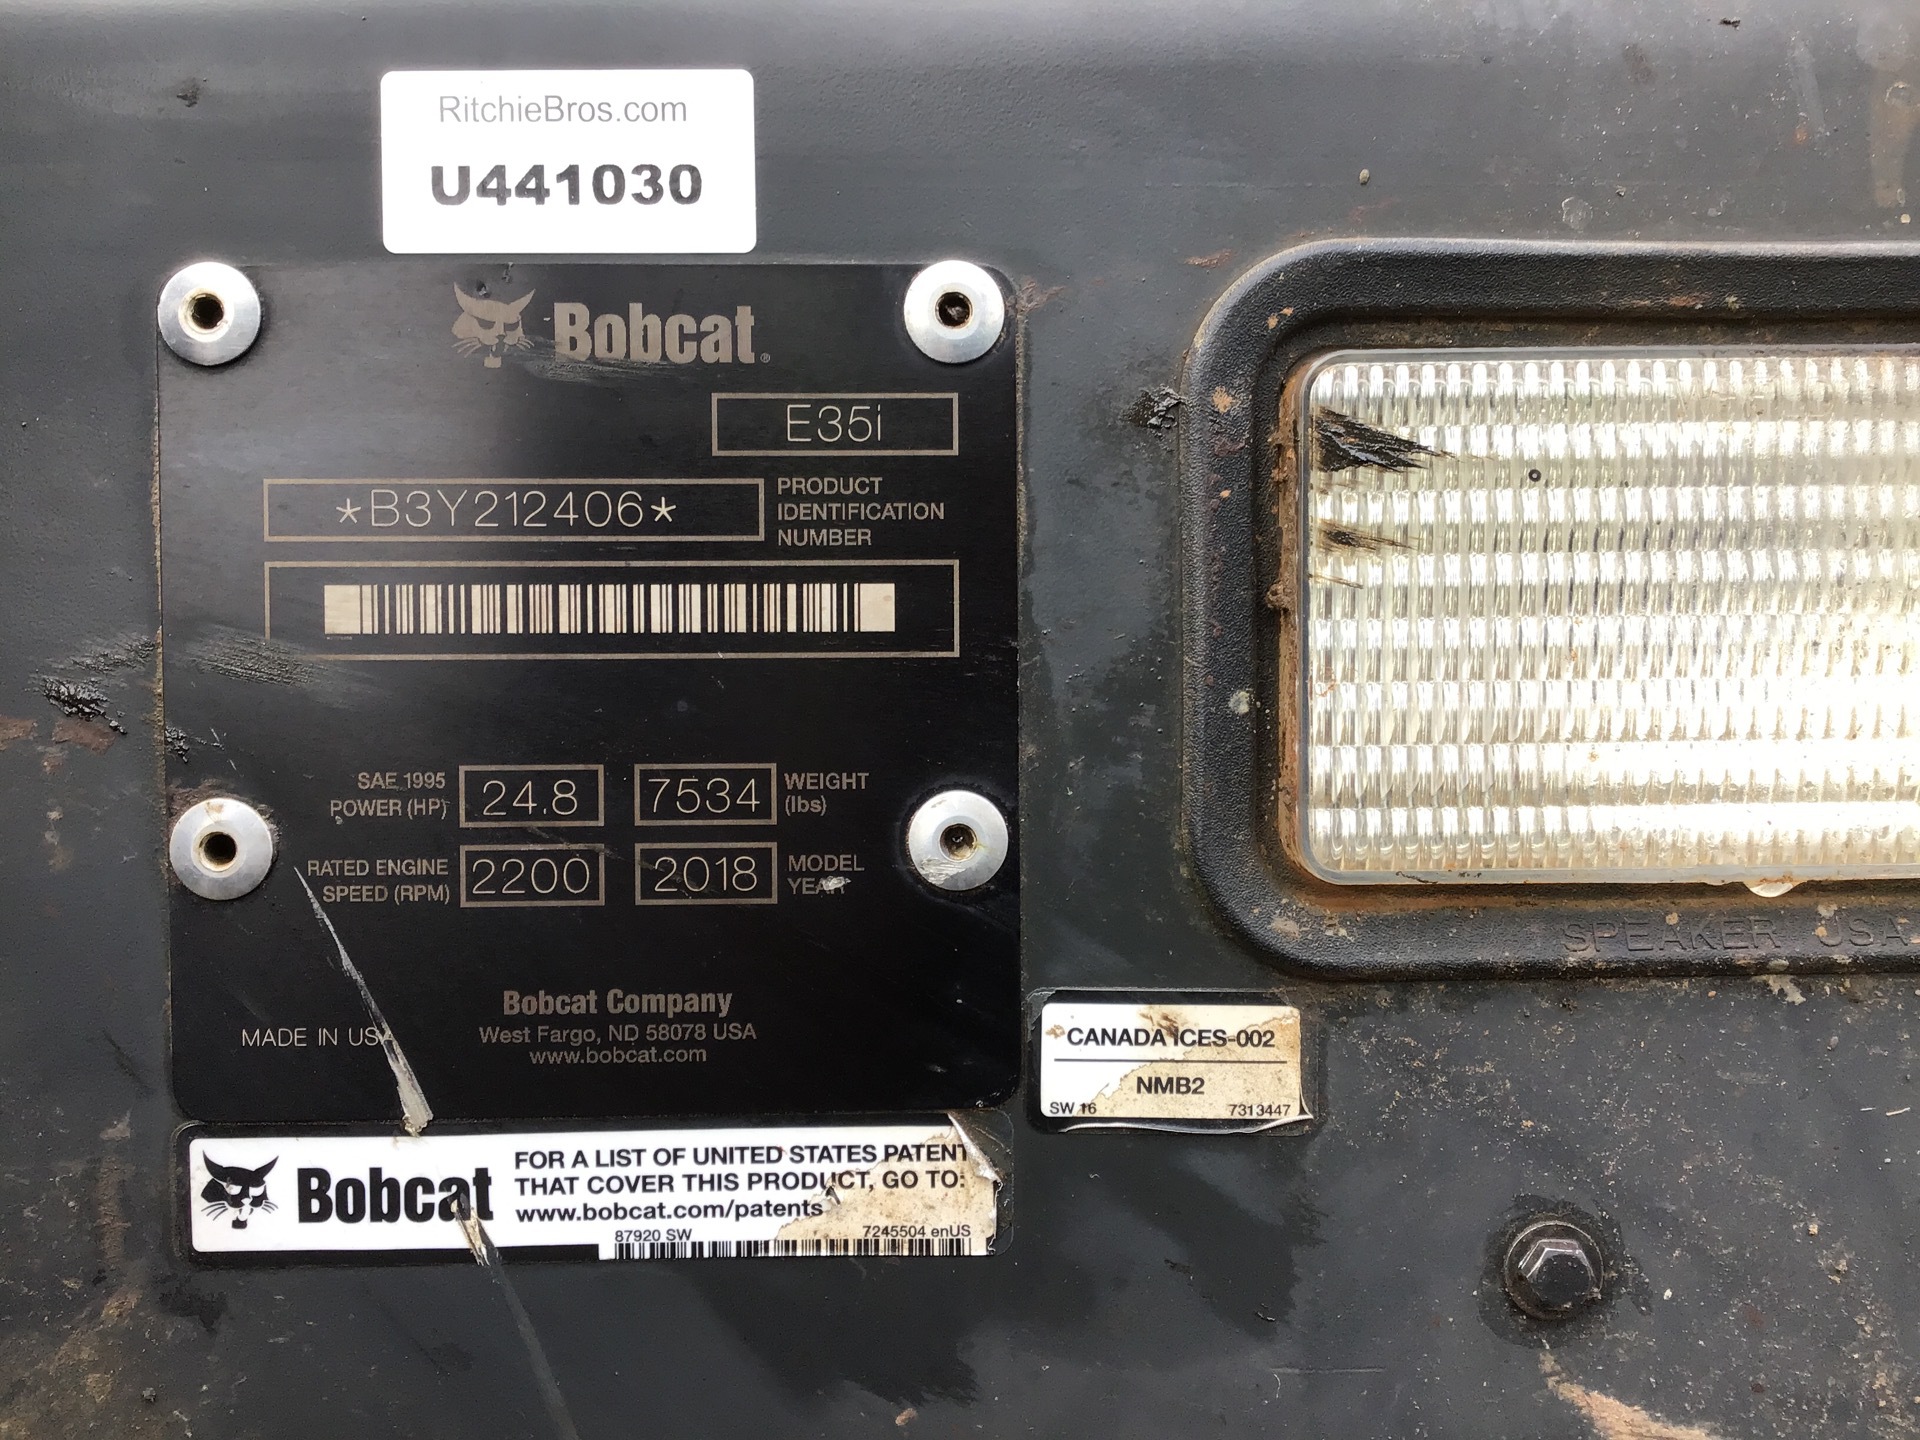 RitchieBros.com
U441030
Bobcat®
E35i
*B3Y212406*
PRODUCT
IDENTIFICATION
NUMBER
SAE 1995
POWER (HP)
24.8
7534
WEIGHT
(lbs)
RATED ENGINE
SPEED (RPM)
2200
2018
MODEL
YEAR
Bobcat Company
MADE IN USA
West Fargo, ND 58078 USA
www.bobcat.com
SPEAKER USA
CANADA ICES-002
NMB2
SW 16
7313447
Bobcat
FOR A LIST OF UNITED STATES PATENT
THAT COVER THIS PRODUCT, GO TO:
www.bobcat.com/patents
87920 SW
7245504 enUS